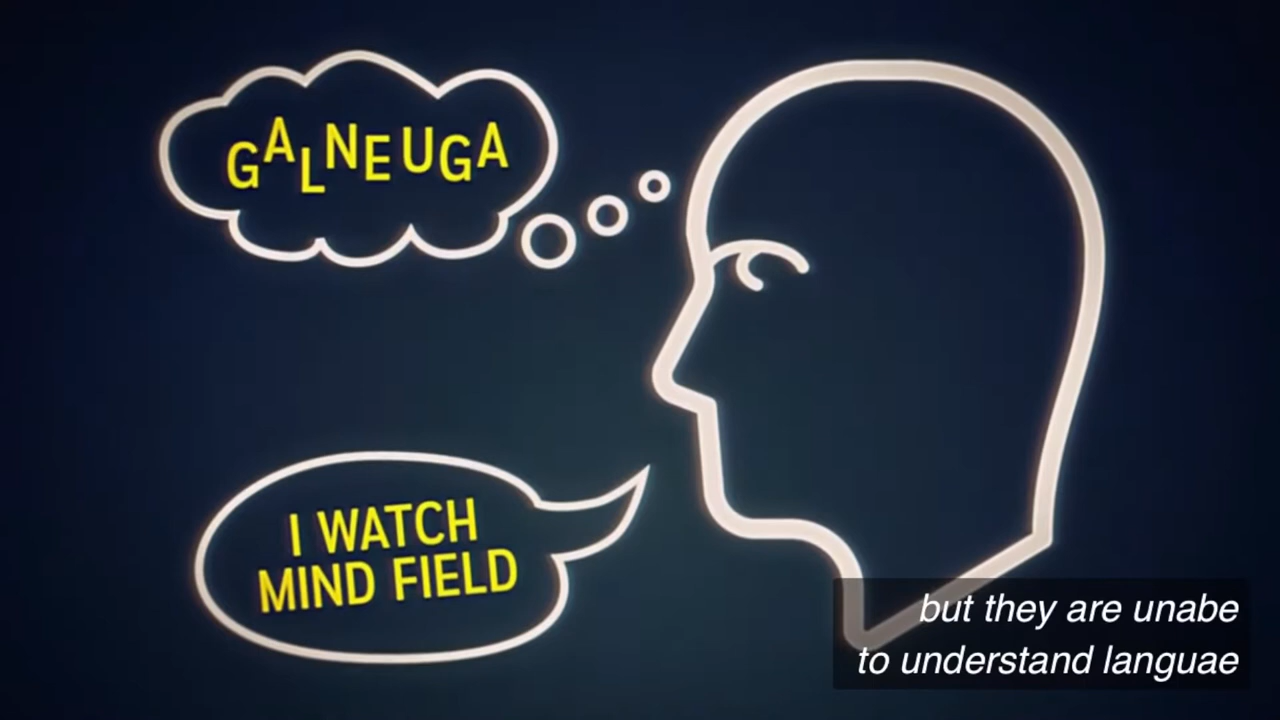 GALNEUGA
I WATCH
MIND FIELD
but they are unabe
to understand languae